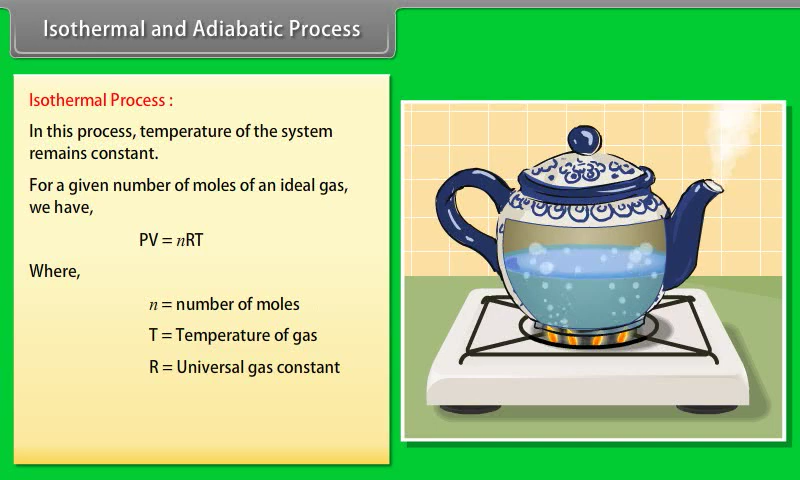 Isothermal and Adiabatic Process
Isothermal Process :
In this process, temperature of the system
remains constant.
For a given number of moles of an ideal gas,
we have,
PV = nRT
Where,
n = number of moles
T = Temperature of gas
R = Universal gas constant